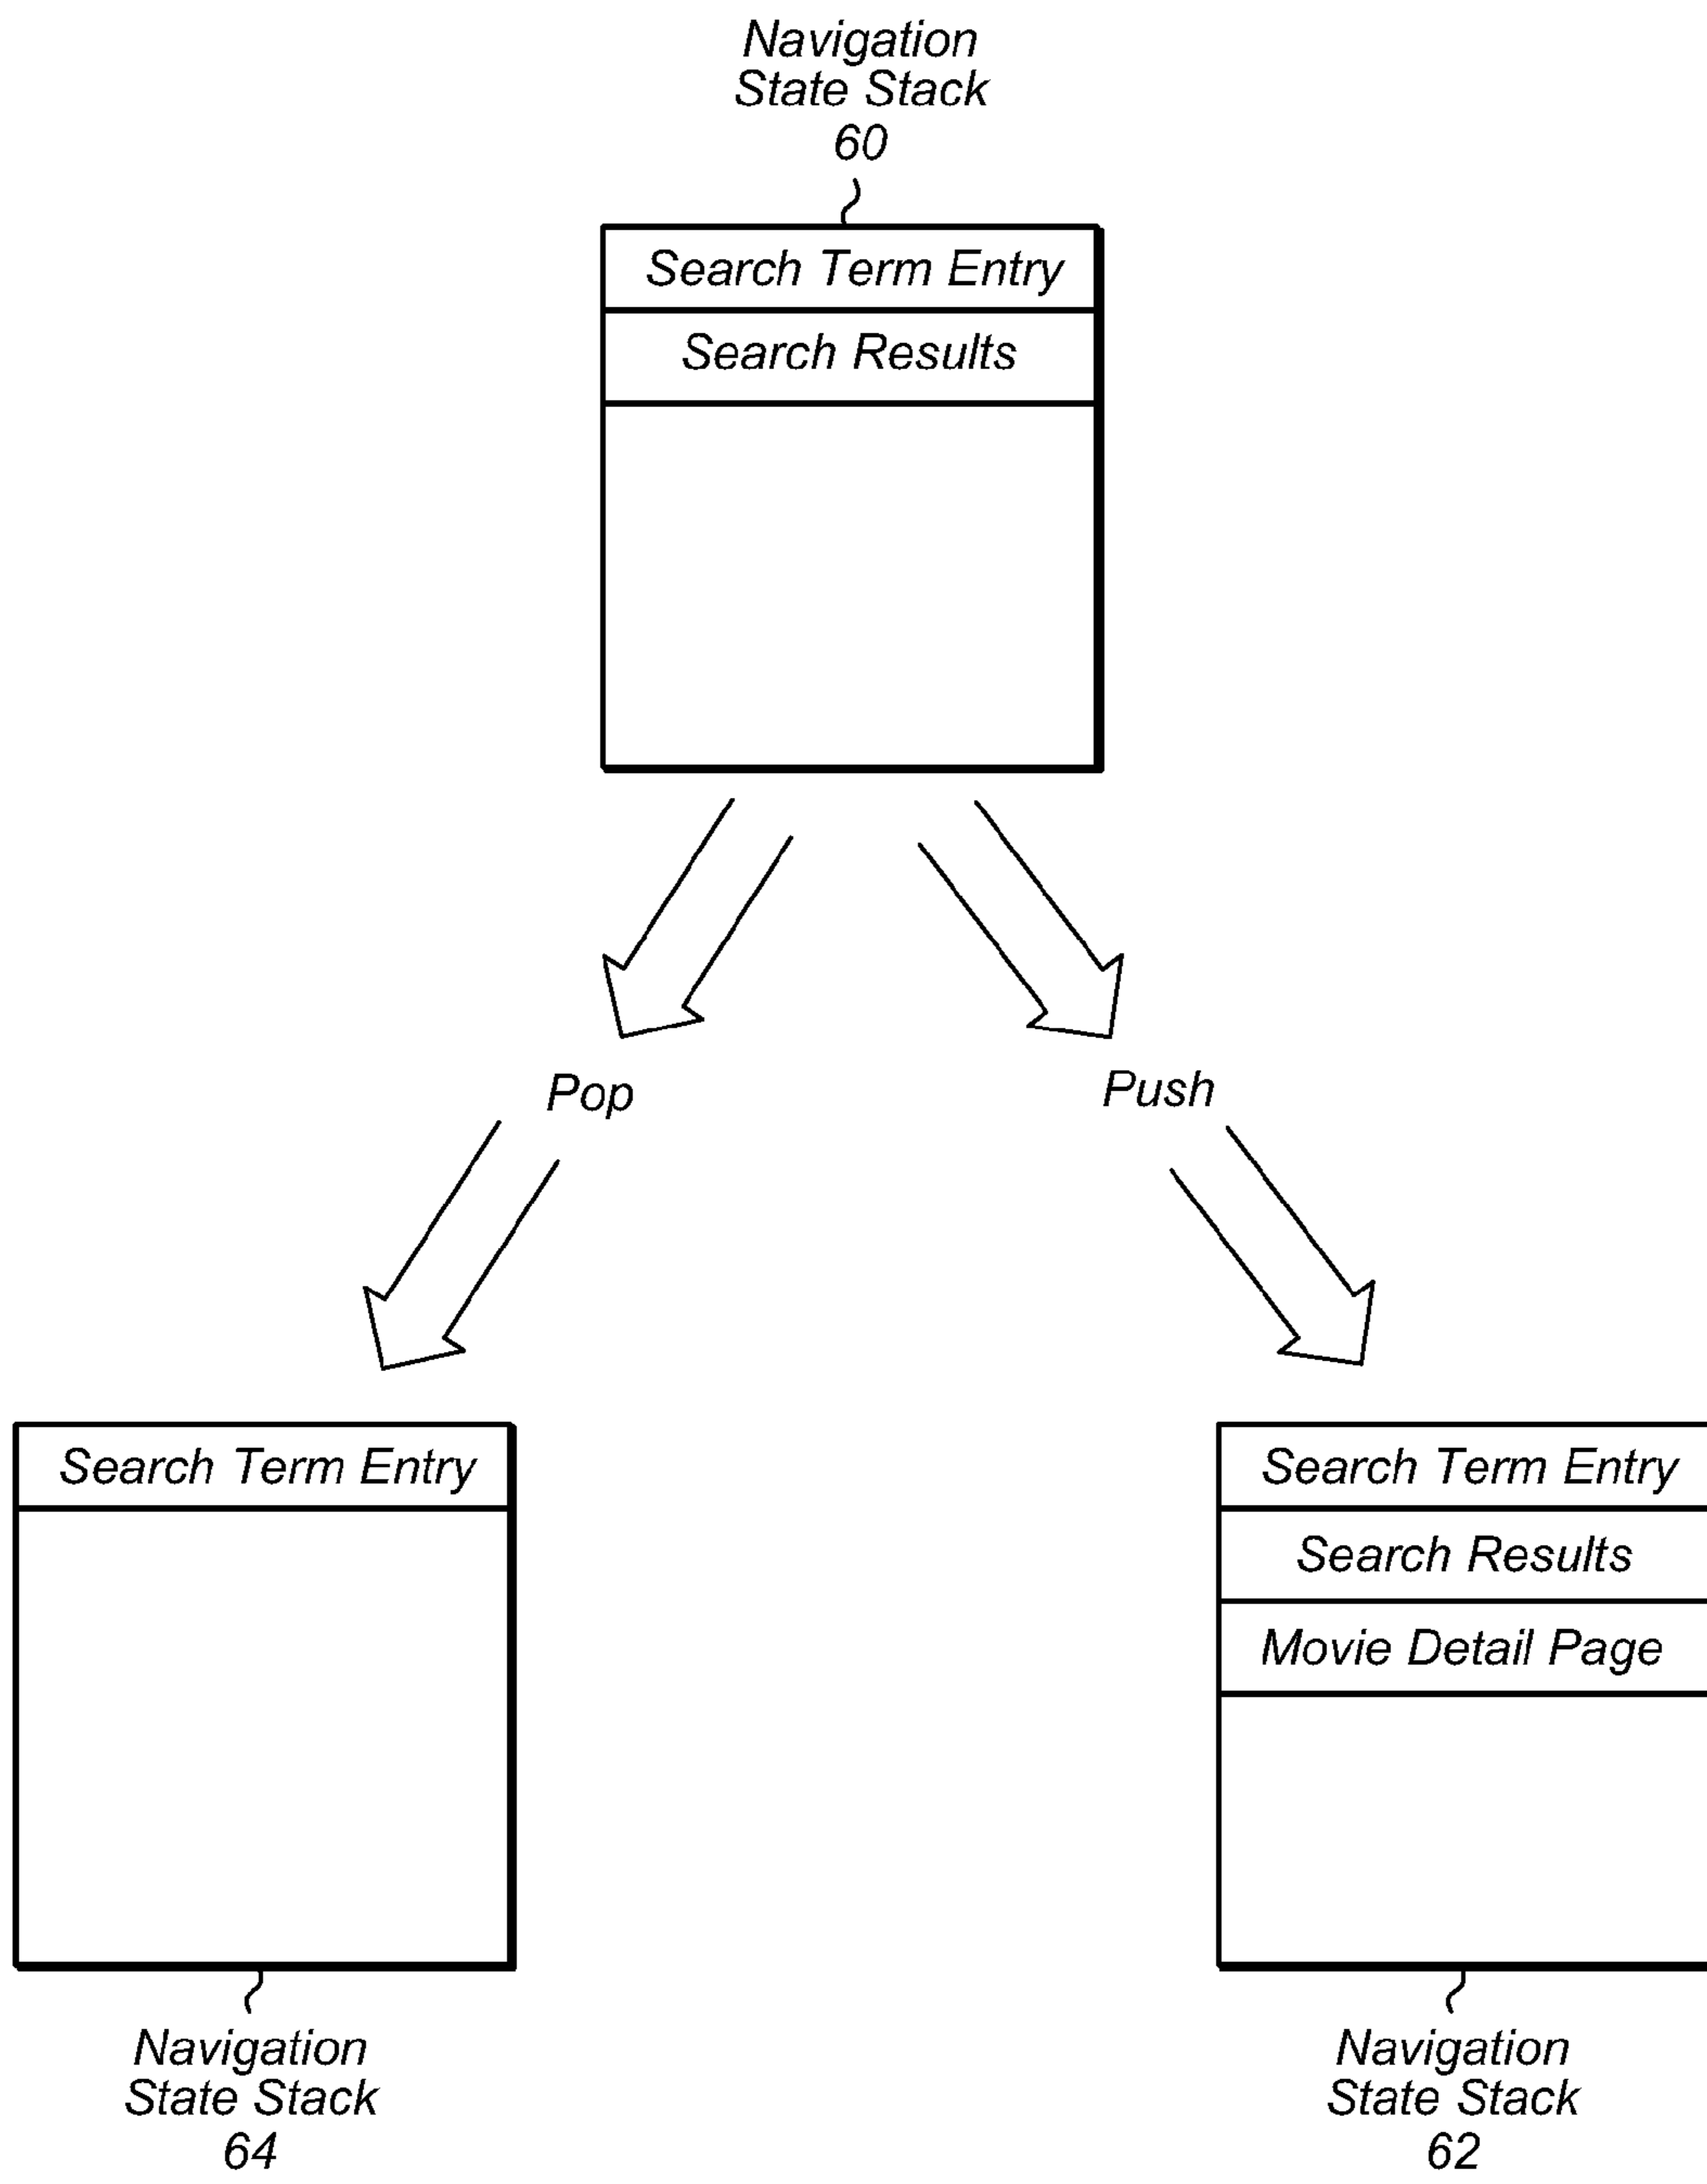 Navigation
State Stack
60
Search Term Entry
Search Results
Pop
Push
Search Term Entry
Navigation
State Stack
64
Search Term Entry
Search Results
Movie Detail Page
Navigation
State Stack
62